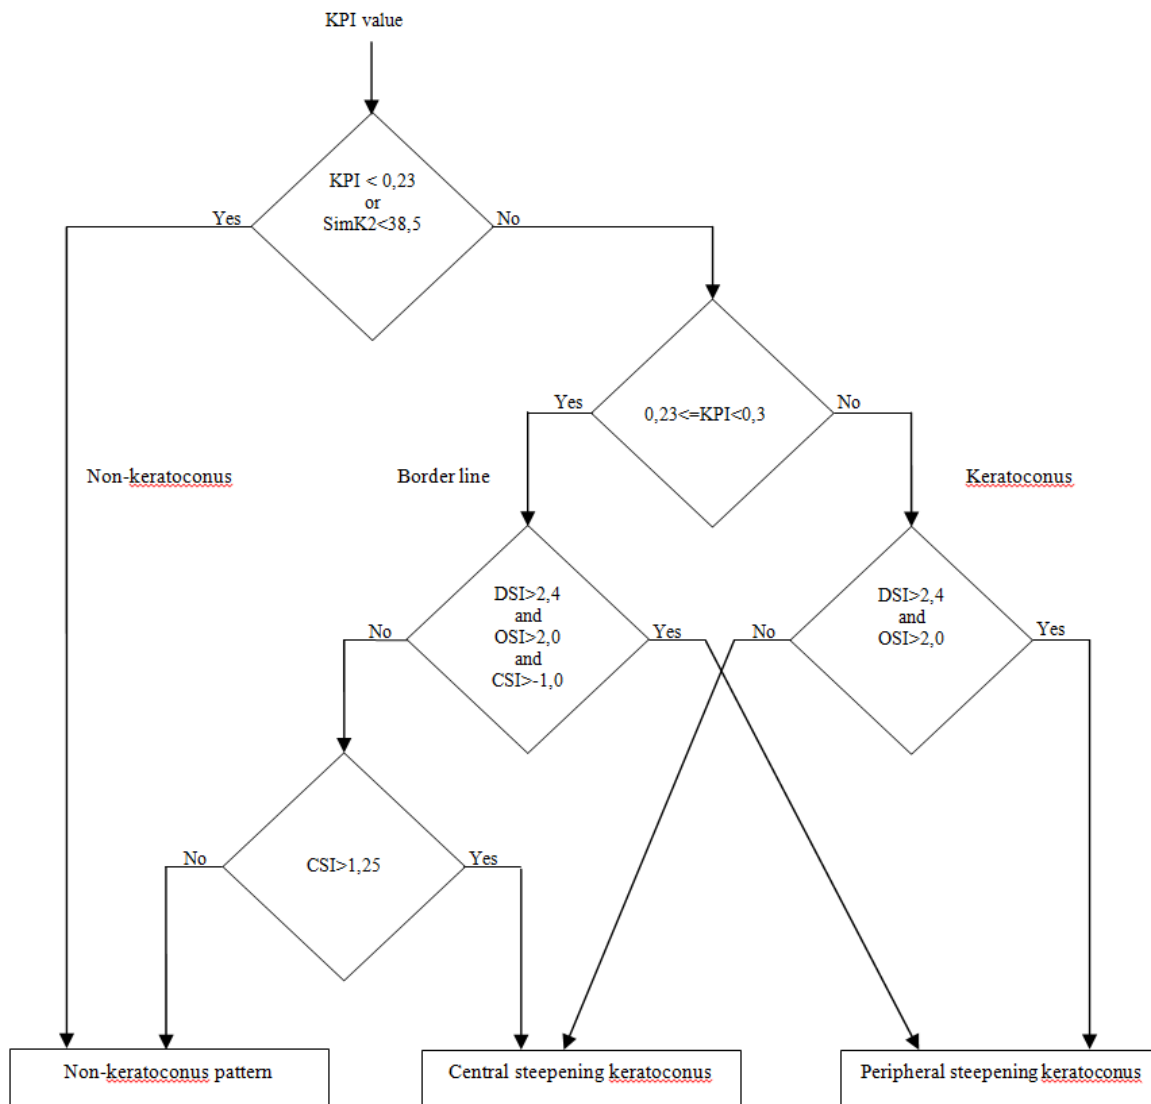 KPI value
KPI < 0,23
or
SimK2<38,5
Yes
No
0,23<=KPI<0,3
Yes
No
Non-keratoconus
Border line
Keratoconus
DSI>2,4
and
OSI>2,0
and
CSI>-1,0
No
Yes
DSI>2,4
and
OSI>2,0
No
Yes
CSI>1,25
No
Yes
Non-keratoconus pattern
Central steepening keratoconus
Peripheral steepening keratoconus